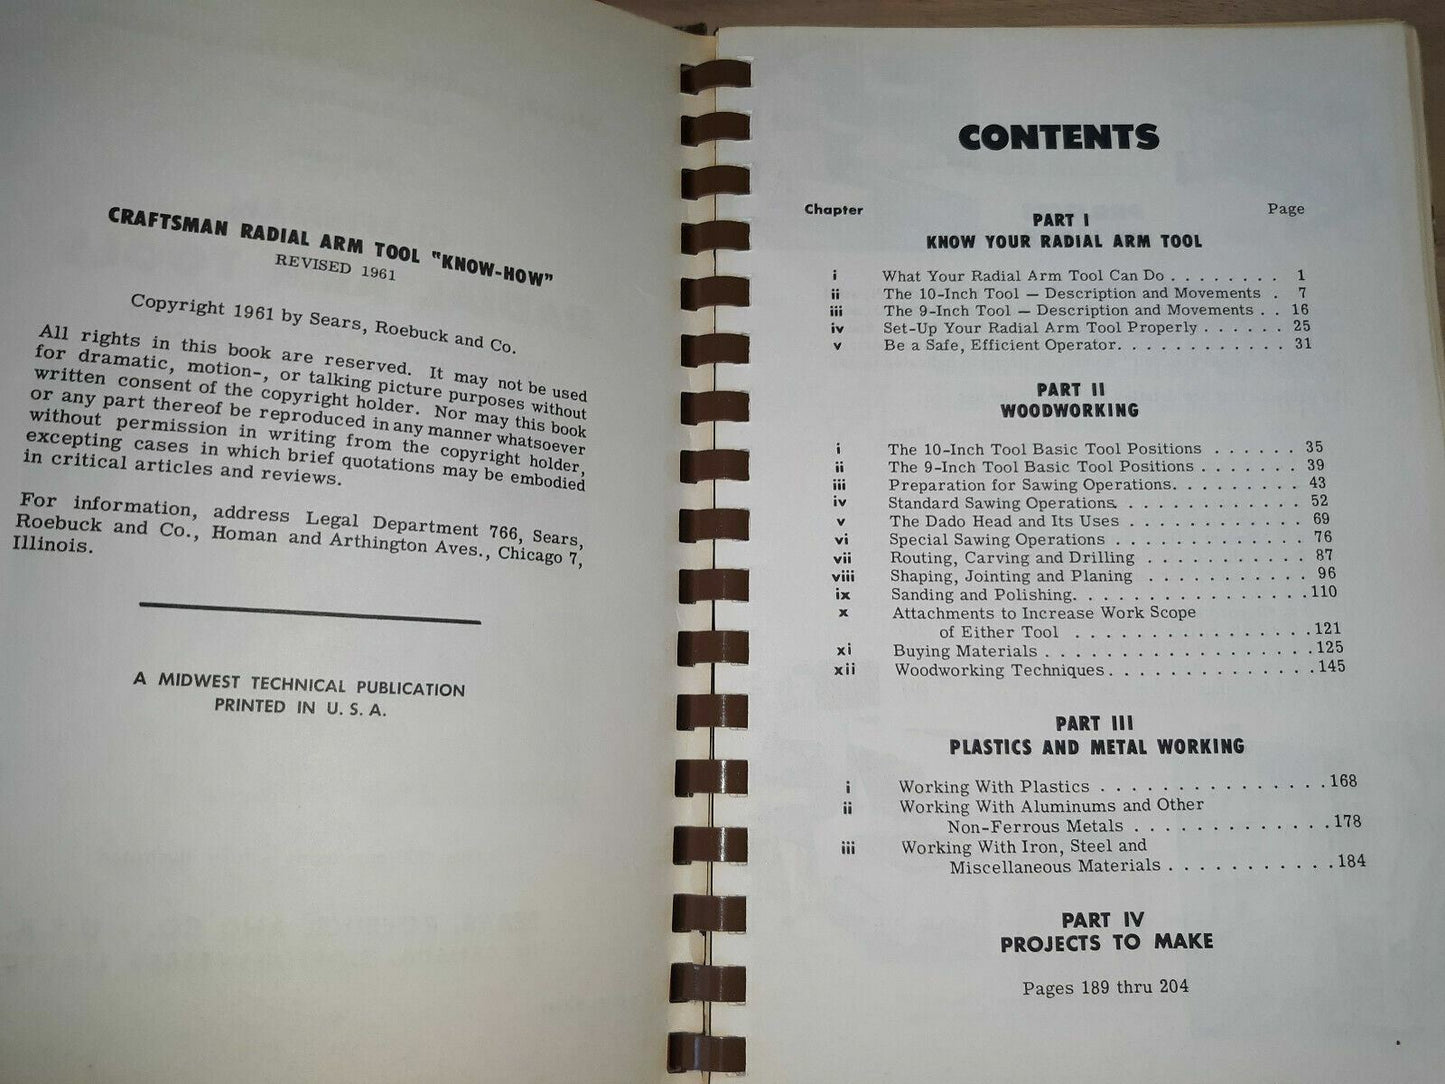 CRAFTSMAN RADIAL ARM TOOL "KNOW-HOW"
REVISED 1961
Copyright 1961 by Sears, Roebuck and Co.
All rights in this book are reserved. It may not be used
for dramatic, motion-, or talking picture purposes without
written consent of the copyright holder. Nor may this book
or any part thereof be reproduced in any manner whatsoever
without permission in writing from the copyright holder,
excepting cases in which brief quotations may be embodied
in critical articles and reviews.
For information, address Legal Department 766, Sears,
Roebuck and Co., Homan and Arthington Aves., Chicago 7,
Illinois.
A MIDWEST TECHNICAL PUBLICATION
PRINTED IN U. S. A.
CONTENTS
Chapter Page
PART I
KNOW YOUR RADIAL ARM TOOL
i What Your Radial Arm Tool Can Do . . . . . . . . 1
ii The 10-Inch Tool — Description and Movements . 7
iii The 9-Inch Tool — Description and Movements . . 16
iv Set-Up Your Radial Arm Tool Properly . . . . . . 25
v Be a Safe, Efficient Operator. . . . . . . . . . . 31
PART II
WOODWORKING
i The 10-Inch Tool Basic Tool Positions . . . . . . 35
ii The 9-Inch Tool Basic Tool Positions . . . . . . . 39
iii Preparation for Sawing Operations. . . . . . . . . 43
iv Standard Sawing Operations. . . . . . . . . . . . 52
v The Dado Head and Its Uses . . . . . . . . . . . . 69
vi Special Sawing Operations . . . . . . . . . . . . 76
vii Routing, Carving and Drilling . . . . . . . . . . . 87
viii Shaping, Jointing and Planing . . . . . . . . . . . 96
ix Sanding and Polishing. . . . . . . . . . . . . . . 110
x Attachments to Increase Work Scope
of Either Tool . . . . . . . . . . . . . . . . 121
xi Buying Materials . . . . . . . . . . . . . . . . . . 125
xii Woodworking Techniques. . . . . . . . . . . . . . 145
PART III
PLASTICS AND METAL WORKING
i Working With Plastics . . . . . . . . . . . . . . . 168
ii Working With Aluminums and Other
Non-Ferrous Metals . . . . . . . . . . . . . 178
iii Working With Iron, Steel and
Miscellaneous Materials . . . . . . . . . . . 184
PART IV
PROJECTS TO MAKE
Pages 189 thru 204